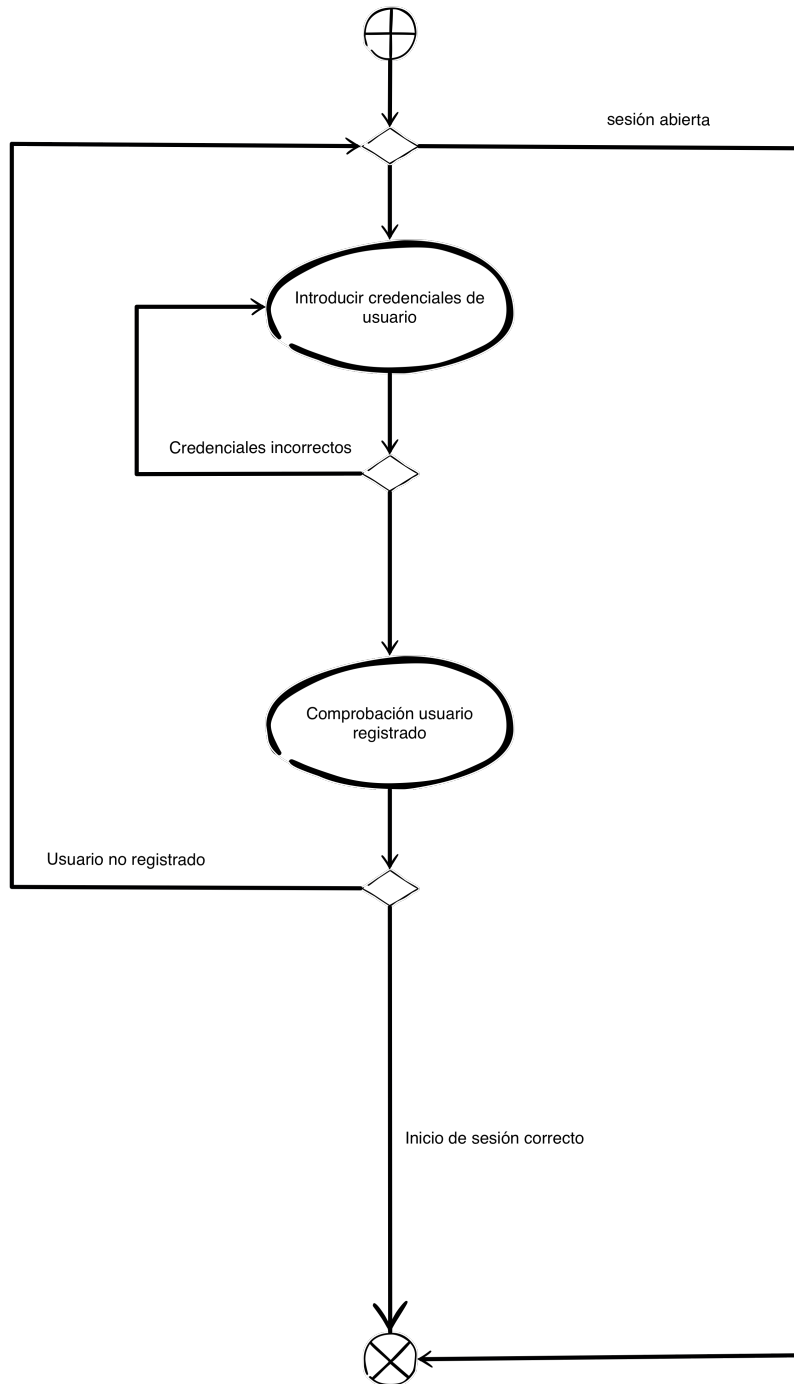 sesión abierta
Introducir credenciales de
usuario
Credenciales incorrectos
Comprobación usuario
registrado
Usuario no registrado
Inicio de sesión correcto